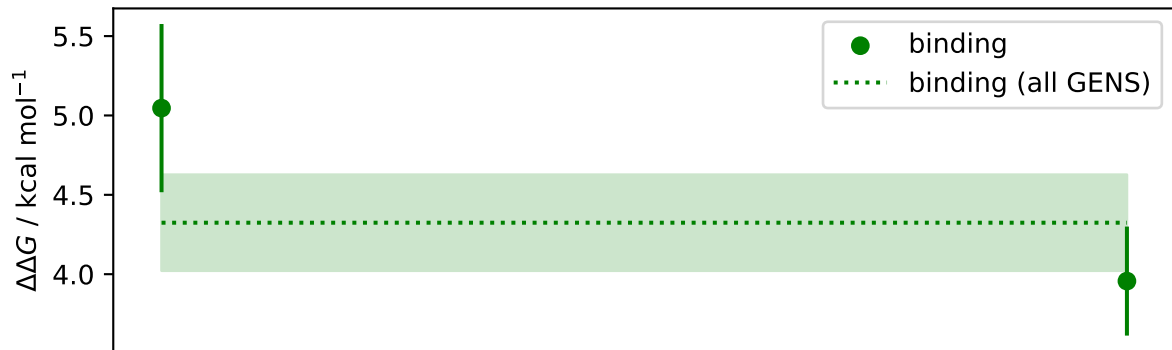 5.5
5.0
4.5
4.0
ΔΔG / kcal mol⁻¹
binding
binding (all GENS)